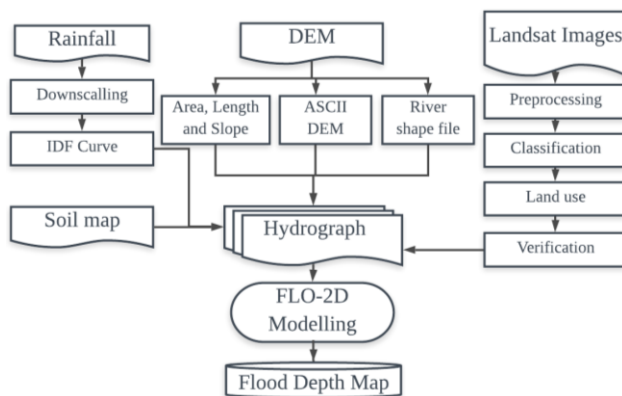 Rainfall
DEM
Landsat Images
Downscalling
Area, Length
and Slope
ASCII
DEM
River
shape file
Preprocessing
IDF Curve
Classification
Land use
Soil map
Hydrograph
Verification
FLO-2D
Modelling
Flood Depth Map